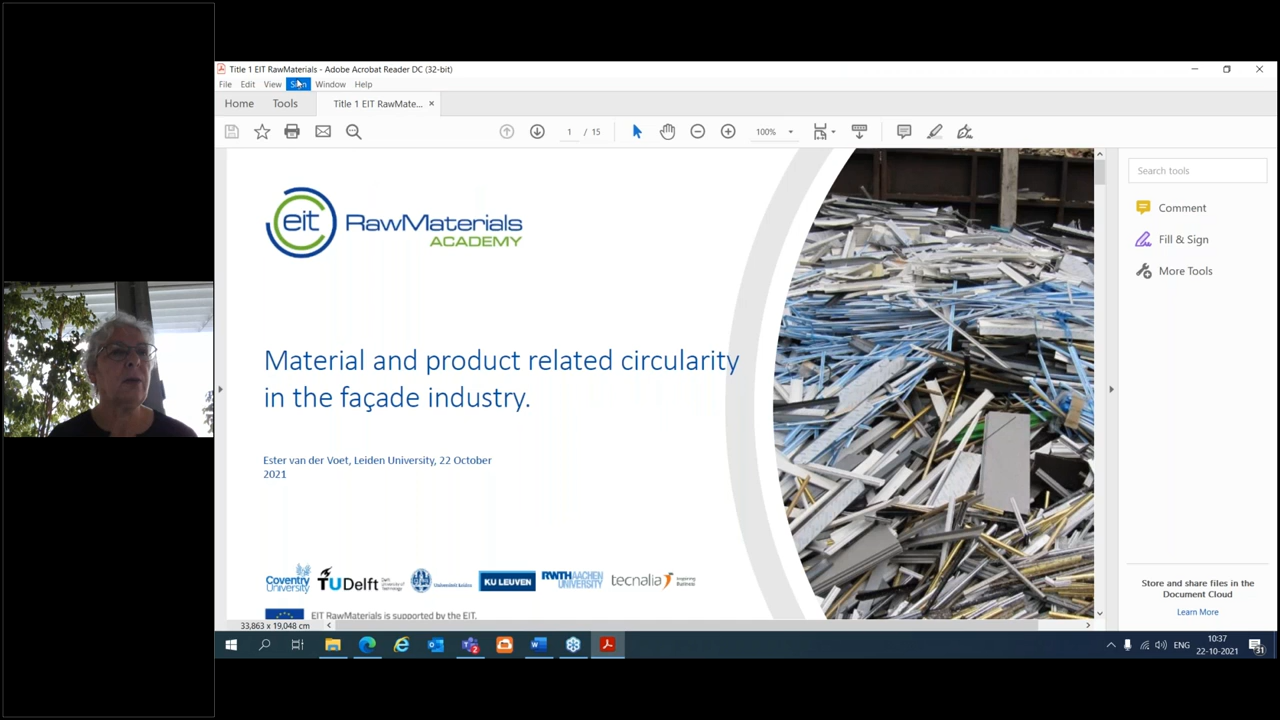 Title 1 EIT RawMaterials - Adobe Acrobat Reader DC (32-bit)
File Edit View Sign Window Help
Home Tools Title 1 EIT RawMate...
1 / 15 100%
Search tools
Comment
Fill & Sign
More Tools
eit RawMaterials
ACADEMY
Material and product related circularity
in the façade industry.
Ester van der Voet, Leiden University, 22 October
2021
Coventry
University
TUDelft
KU LEUVEN
RWTHAACHEN
UNIVERSITY
tecnalia
EIT RawMaterials is supported by the EIT.
Store and share files in the
Document Cloud
Learn More
33,863 x 19,048 cm
ENG
10:37
22-10-2021
31